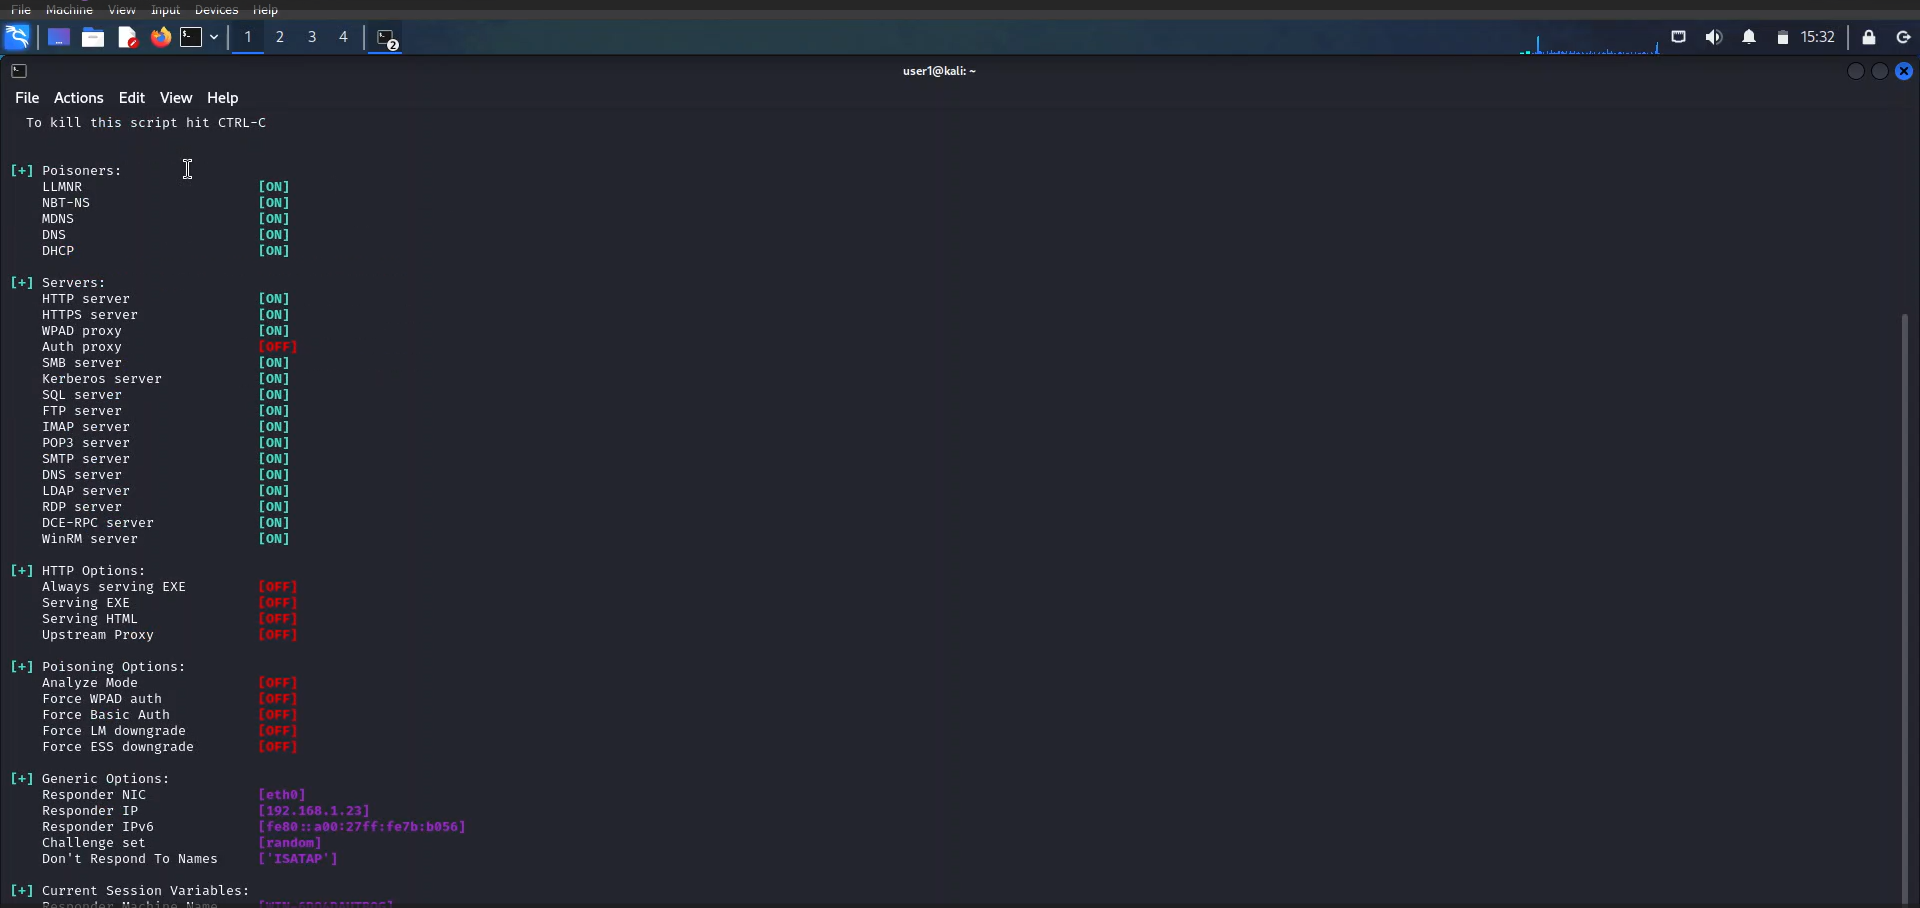 File Machine View Input Devices Help
1 2 3 4 2 15:32
user1@kali: ~
File Actions Edit View Help
To kill this script hit CTRL-C
[+] Poisoners:
LLMNR [ON]
NBT-NS [ON]
MDNS [ON]
DNS [ON]
DHCP [ON]
[+] Servers:
HTTP server [ON]
HTTPS server [ON]
WPAD proxy [ON]
Auth proxy [OFF]
SMB server [ON]
Kerberos server [ON]
SQL server [ON]
FTP server [ON]
IMAP server [ON]
POP3 server [ON]
SMTP server [ON]
DNS server [ON]
LDAP server [ON]
RDP server [ON]
DCE-RPC server [ON]
WinRM server [ON]
[+] HTTP Options:
Always serving EXE [OFF]
Serving EXE [OFF]
Serving HTML [OFF]
Upstream Proxy [OFF]
[+] Poisoning Options:
Analyze Mode [OFF]
Force WPAD auth [OFF]
Force Basic Auth [OFF]
Force LM downgrade [OFF]
Force ESS downgrade [OFF]
[+] Generic Options:
Responder NIC [eth0]
Responder IP [192.168.1.23]
Responder IPv6 [fe80::a00:27ff:fe7b:b056]
Challenge set [random]
Don't Respond To Names ['ISATAP']
[+] Current Session Variables:
Responder Machine Name